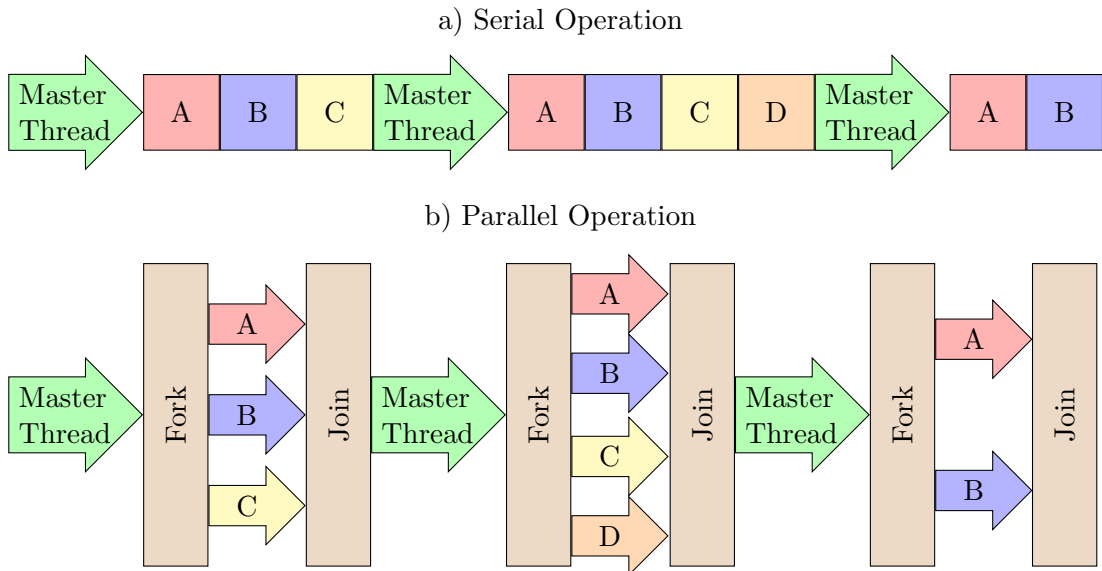 a) Serial Operation
Master
Thread
A
B
C
Master
Thread
A
B
C
D
Master
Thread
A
B
b) Parallel Operation
Master
Thread
Fork
A
B
C
Join
Master
Thread
Fork
A
B
C
D
Join
Master
Thread
Fork
A
B
Join